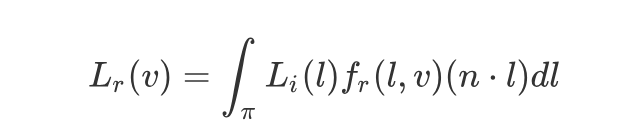 L_r(v) = ∫_π L_i(l) f_r(l, v)(n · l)dl